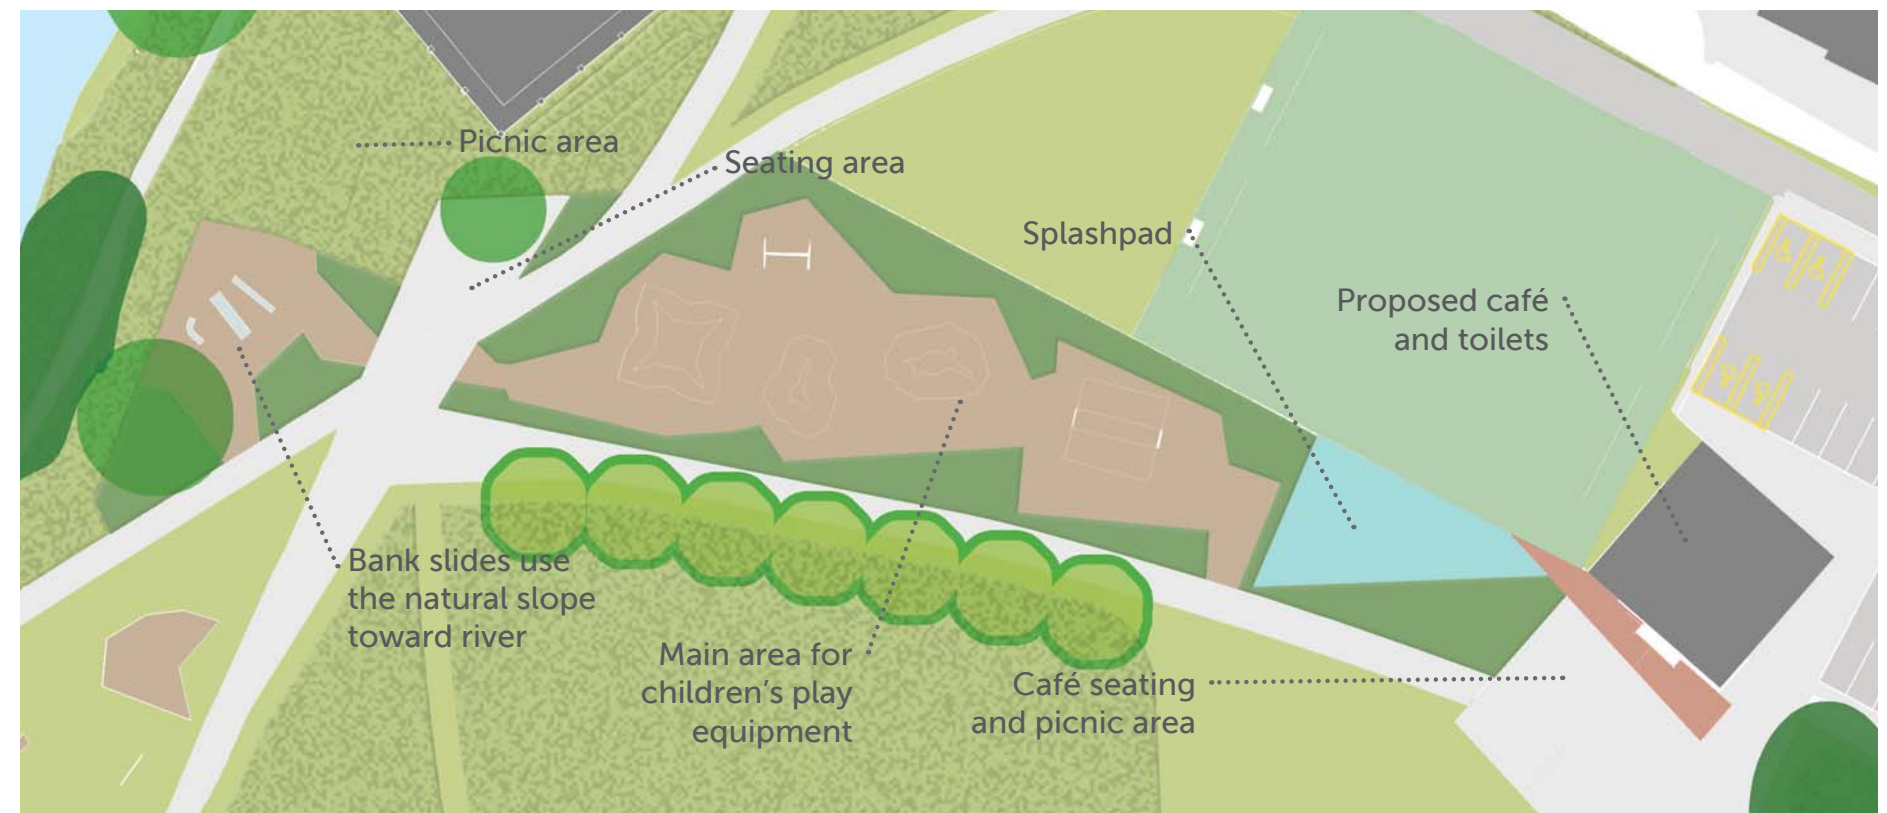 Picnic area
Seating area
Splashpad
Proposed café
and toilets
Bank slides use
the natural slope
toward river
Main area for
children’s play
equipment
Café seating
and picnic area